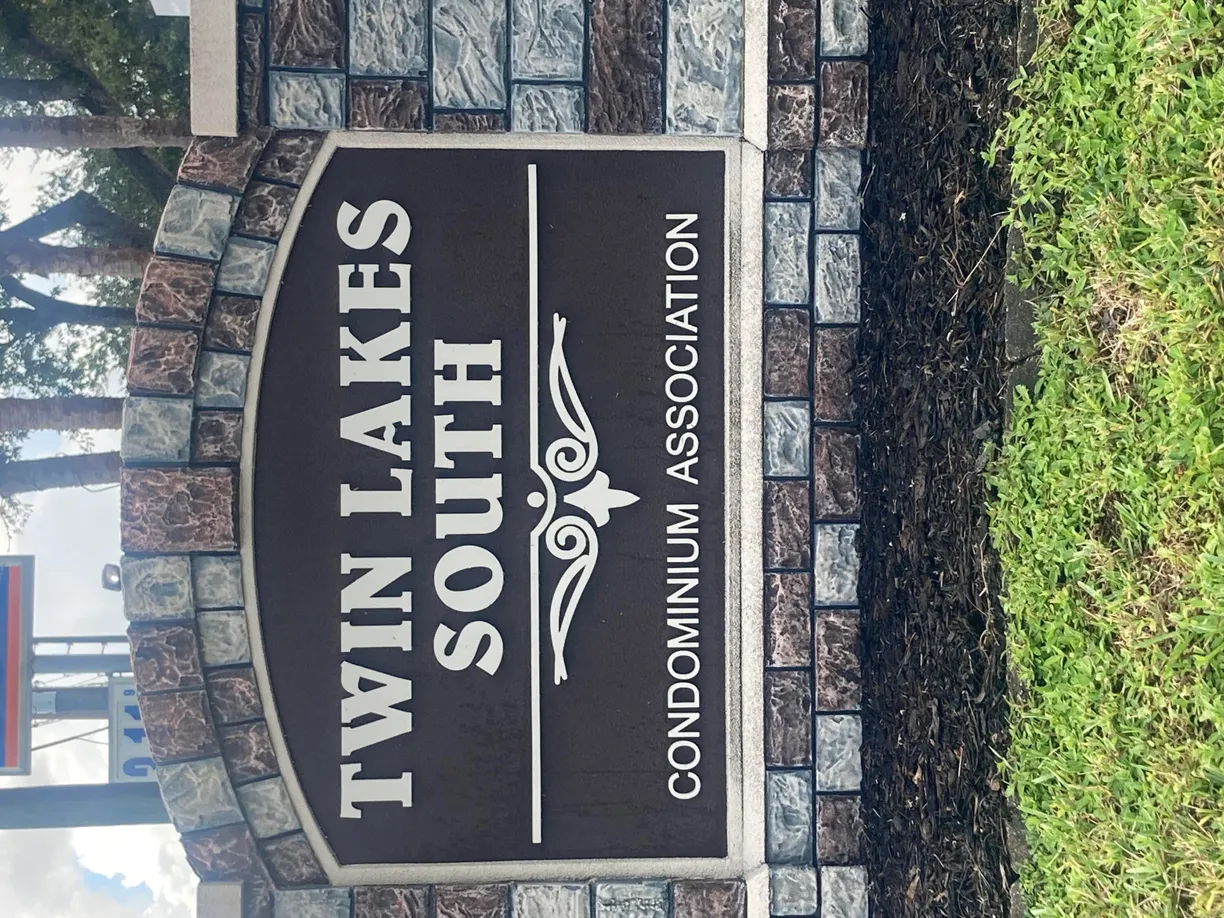 TWIN LAKES
SOUTH
CONDOMINIUM ASSOCIATION